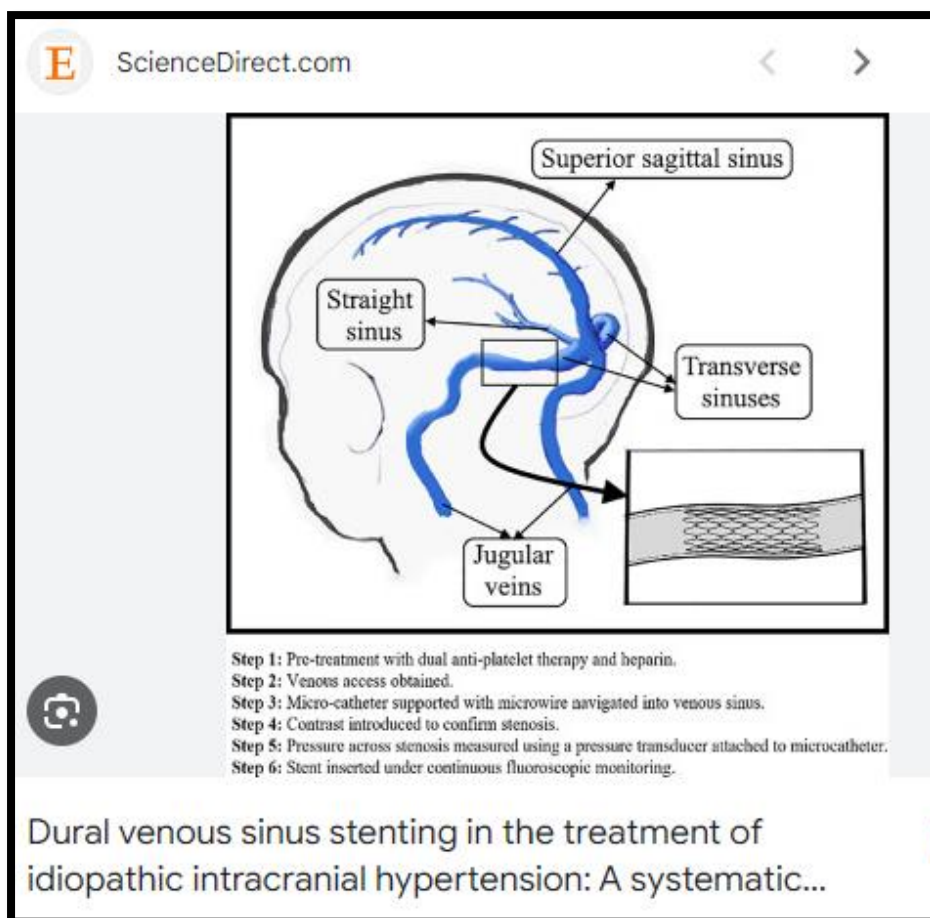 E ScienceDirect.com
Superior sagittal sinus
Straight
sinus
Transverse
sinuses
Jugular
veins
Step 1: Pre-treatment with dual anti-platelet therapy and heparin.
Step 2: Venous access obtained.
Step 3: Micro-catheter supported with microwire navigated into venous sinus.
Step 4: Contrast introduced to confirm stenosis.
Step 5: Pressure across stenosis measured using a pressure transducer attached to microcatheter.
Step 6: Stent inserted under continuous fluoroscopic monitoring.
Dural venous sinus stenting in the treatment of
idiopathic intracranial hypertension: A systematic...